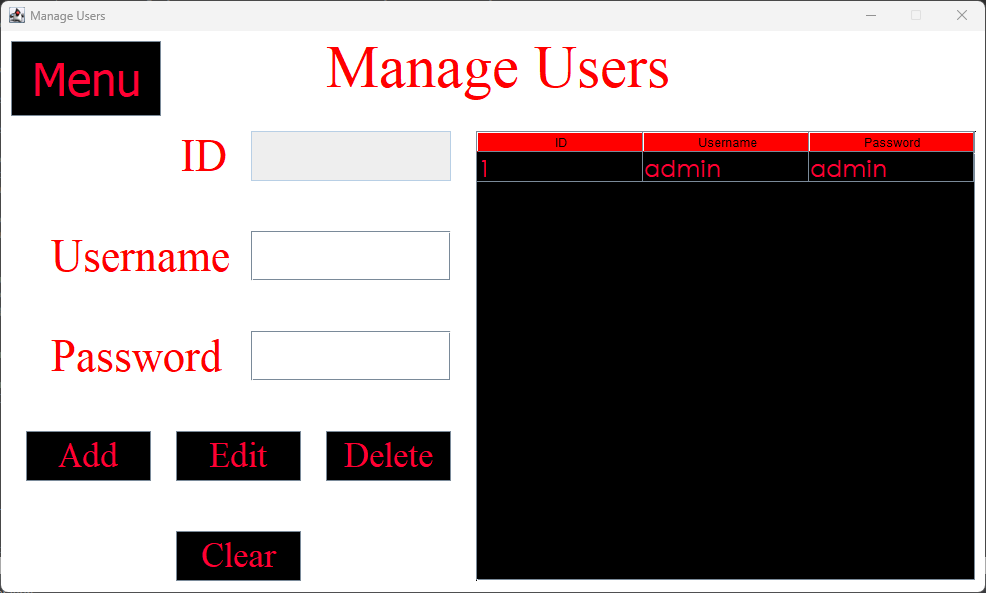 Manage Users
Menu
Manage Users
ID
Username
Password
Add Edit Delete
Clear
ID Username Password
1 admin admin